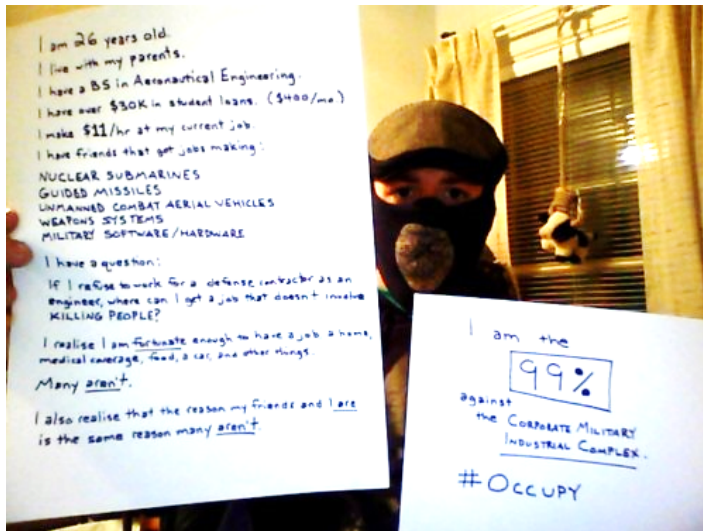 I am 26 years old.
I live with my parents.
I have a BS in Aeronautical Engineering.
I have over $30K in student loans. ($400/mo.)
I make $11/hr at my current job.
I have friends that got jobs making:
NUCLEAR SUBMARINES
GUIDED MISSILES
UNMANNED COMBAT AERIAL VEHICLES
WEAPONS SYSTEMS
MILITARY SOFTWARE/HARDWARE
I have a question:
If I refuse to work for a defense contractor as an
engineer, where can I get a job that doesn't involve
KILLING PEOPLE?
I realise I am fortunate enough to have a job a home,
medical coverage, food, a car, and other things.
Many aren't.
I also realise that the reason my friends and I are
is the same reason many aren't.
I am the
99%
against
the CORPORATE MILITARY
INDUSTRIAL COMPLEX.
#OCCUPY